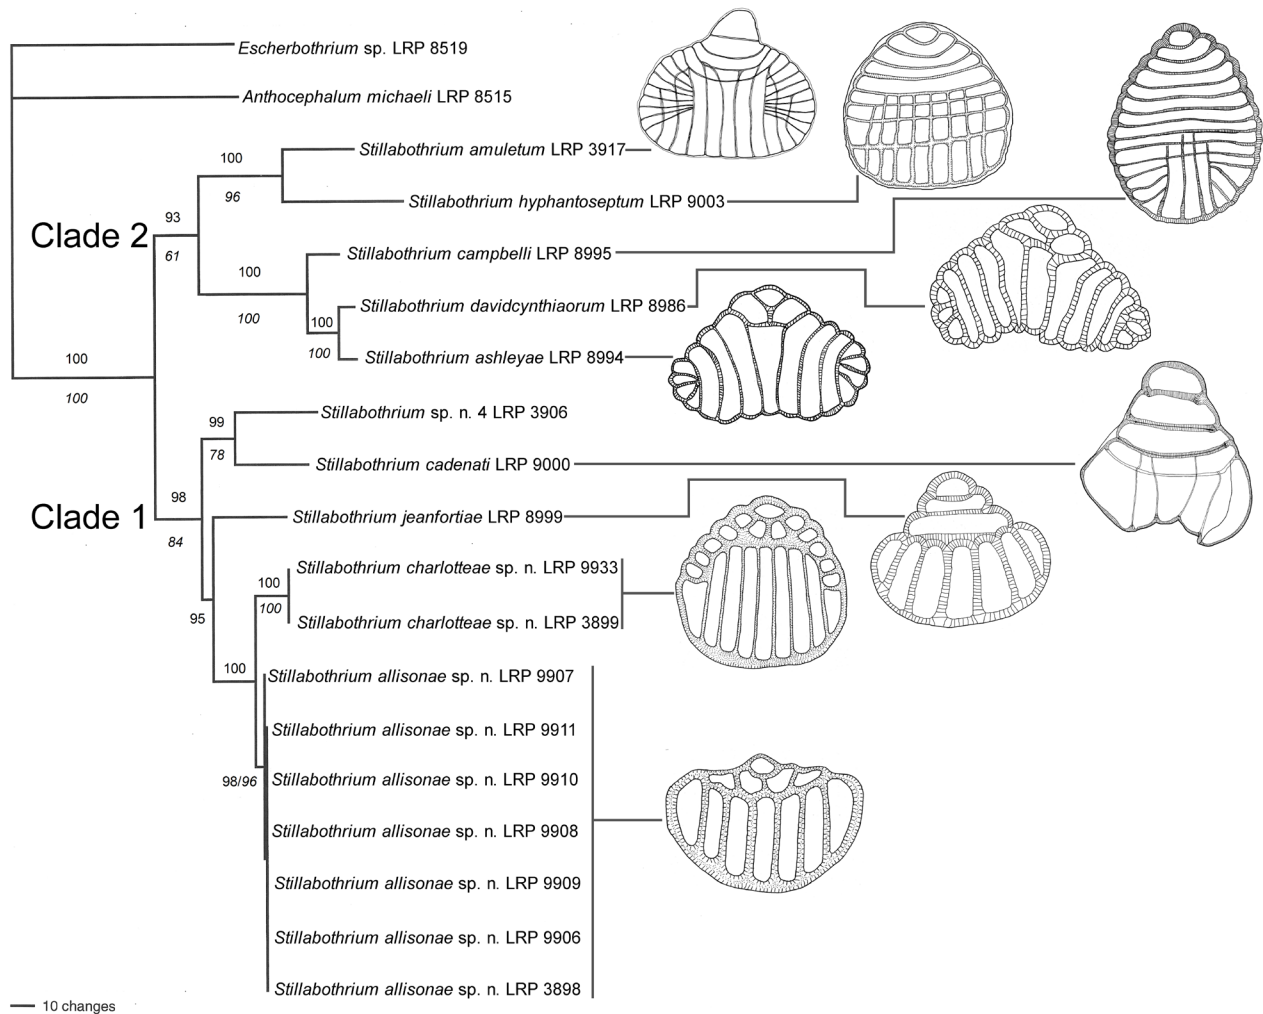 Escherbothrium sp. LRP 8519
Anthocephalum michaeli LRP 8515
Stillabothrium amuletum LRP 3917
100
96
Stillabothrium hyphantoseptum LRP 9003
93
Clade 2
61
Stillabothrium campbelli LRP 8995
100
Stillabothrium davidcynthiaorum LRP 8986
100
100
100
Stillabothrium ashleyae LRP 8994
100
100
Stillabothrium sp. n. 4 LRP 3906
99
78
Stillabothrium cadenati LRP 9000
98
Clade 1
84
Stillabothrium jeanfortiae LRP 8999
Stillabothrium charlotteae sp. n. LRP 9933
100
100
95
Stillabothrium charlotteae sp. n. LRP 3899
100
Stillabothrium allisonae sp. n. LRP 9907
Stillabothrium allisonae sp. n. LRP 9911
98/96
Stillabothrium allisonae sp. n. LRP 9910
Stillabothrium allisonae sp. n. LRP 9908
Stillabothrium allisonae sp. n. LRP 9909
Stillabothrium allisonae sp. n. LRP 9906
Stillabothrium allisonae sp. n. LRP 3898
10 changes